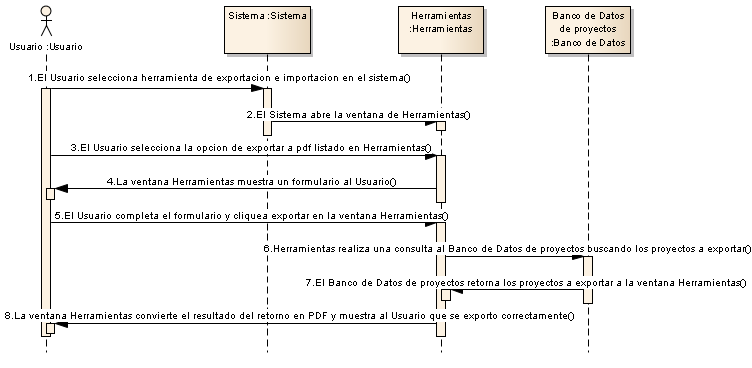 Usuario :Usuario
Sistema :Sistema
Herramientas
:Herramientas
Banco de Datos
de proyectos
:Banco de Datos
1.El Usuario selecciona herramienta de exportacion e importacion en el sistema()
2.El Sistema abre la ventana de Herramientas()
3.El Usuario selecciona la opcion de exportar a pdf listado en Herramientas()
4.La ventana Herramientas muestra un formulario al Usuario()
5.El Usuario completa el formulario y cliquea exportar en la ventana Herramientas()
6.Herramientas realiza una consulta al Banco de Datos de proyectos buscando los proyectos a exportar()
7.El Banco de Datos de proyectos retorna los proyectos a exportar a la ventana Herramientas()
8.La ventana Herramientas convierte el resultado del retorno en PDF y muestra al Usuario que se exporto correctamente()